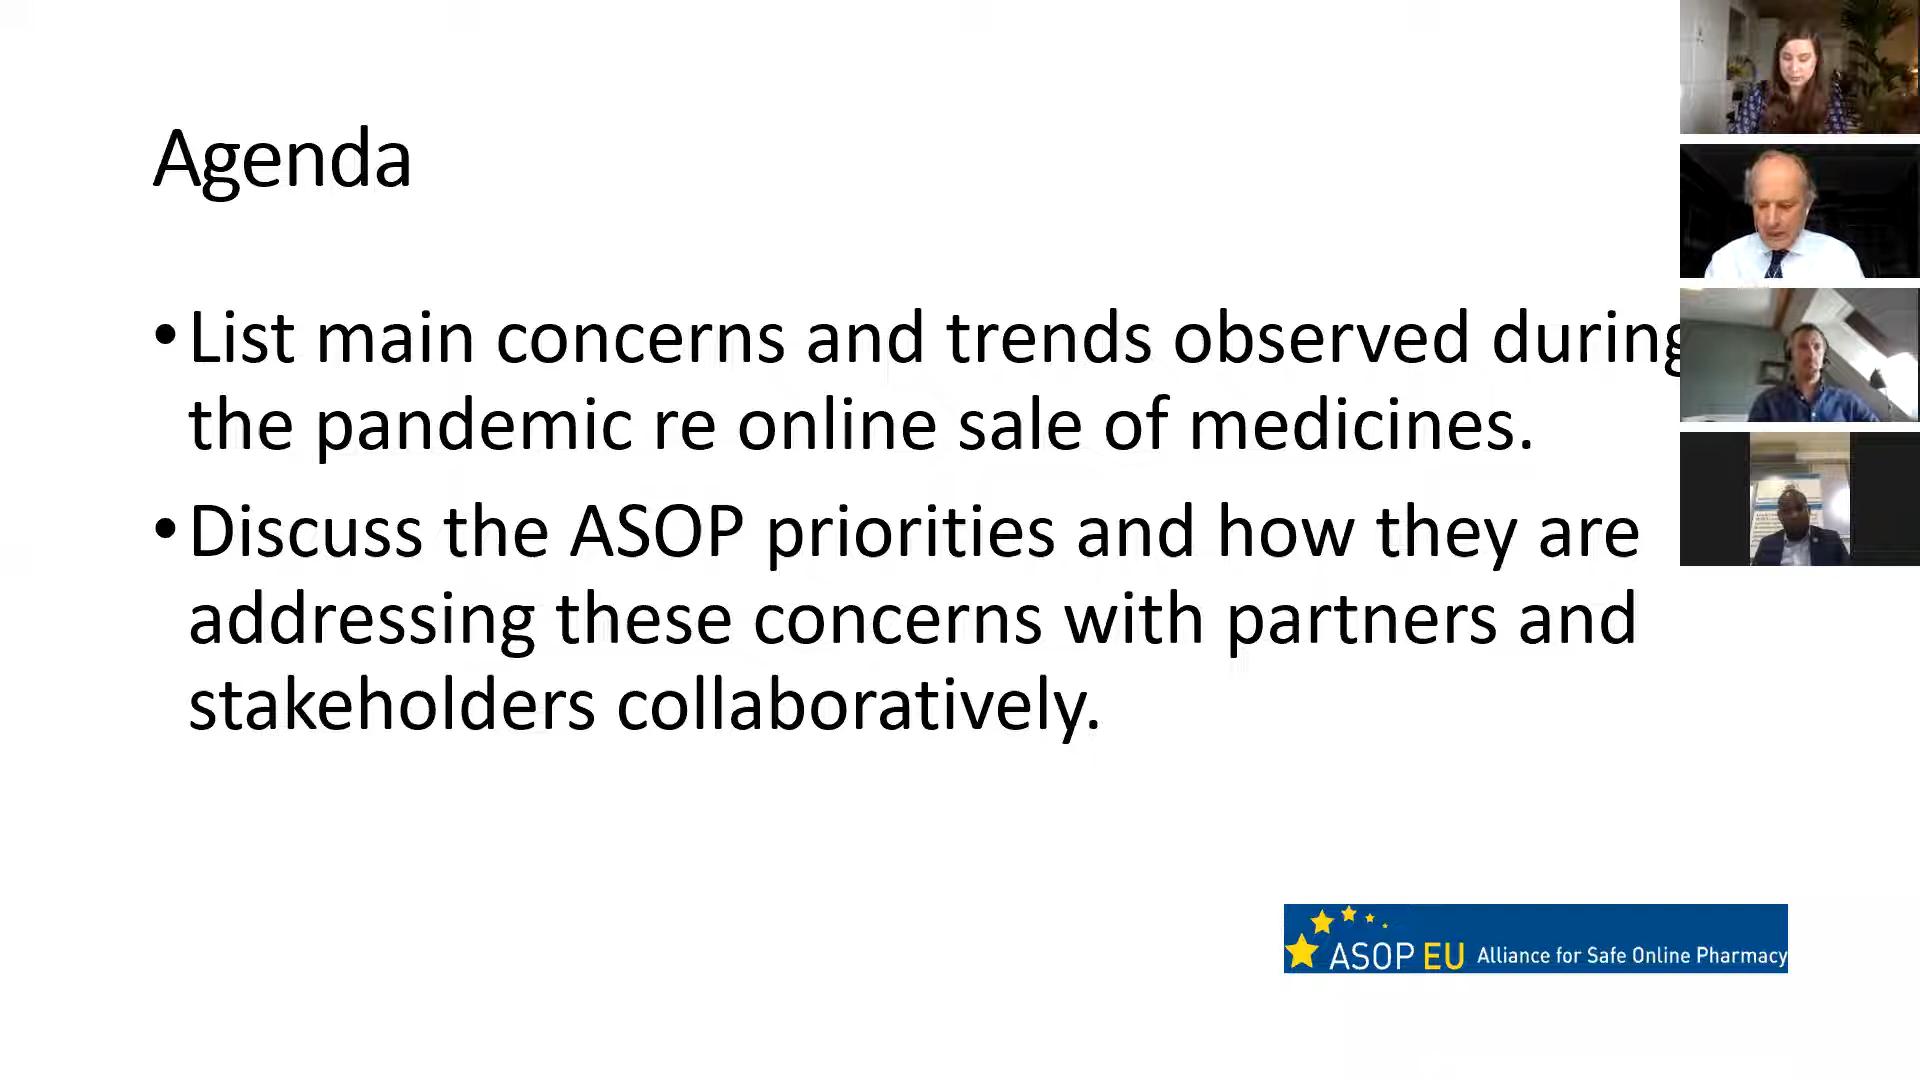 Agenda
• List main concerns and trends observed during
the pandemic re online sale of medicines.
• Discuss the ASOP priorities and how they are
addressing these concerns with partners and
stakeholders collaboratively.
ASOP EU Alliance for Safe Online Pharmacy